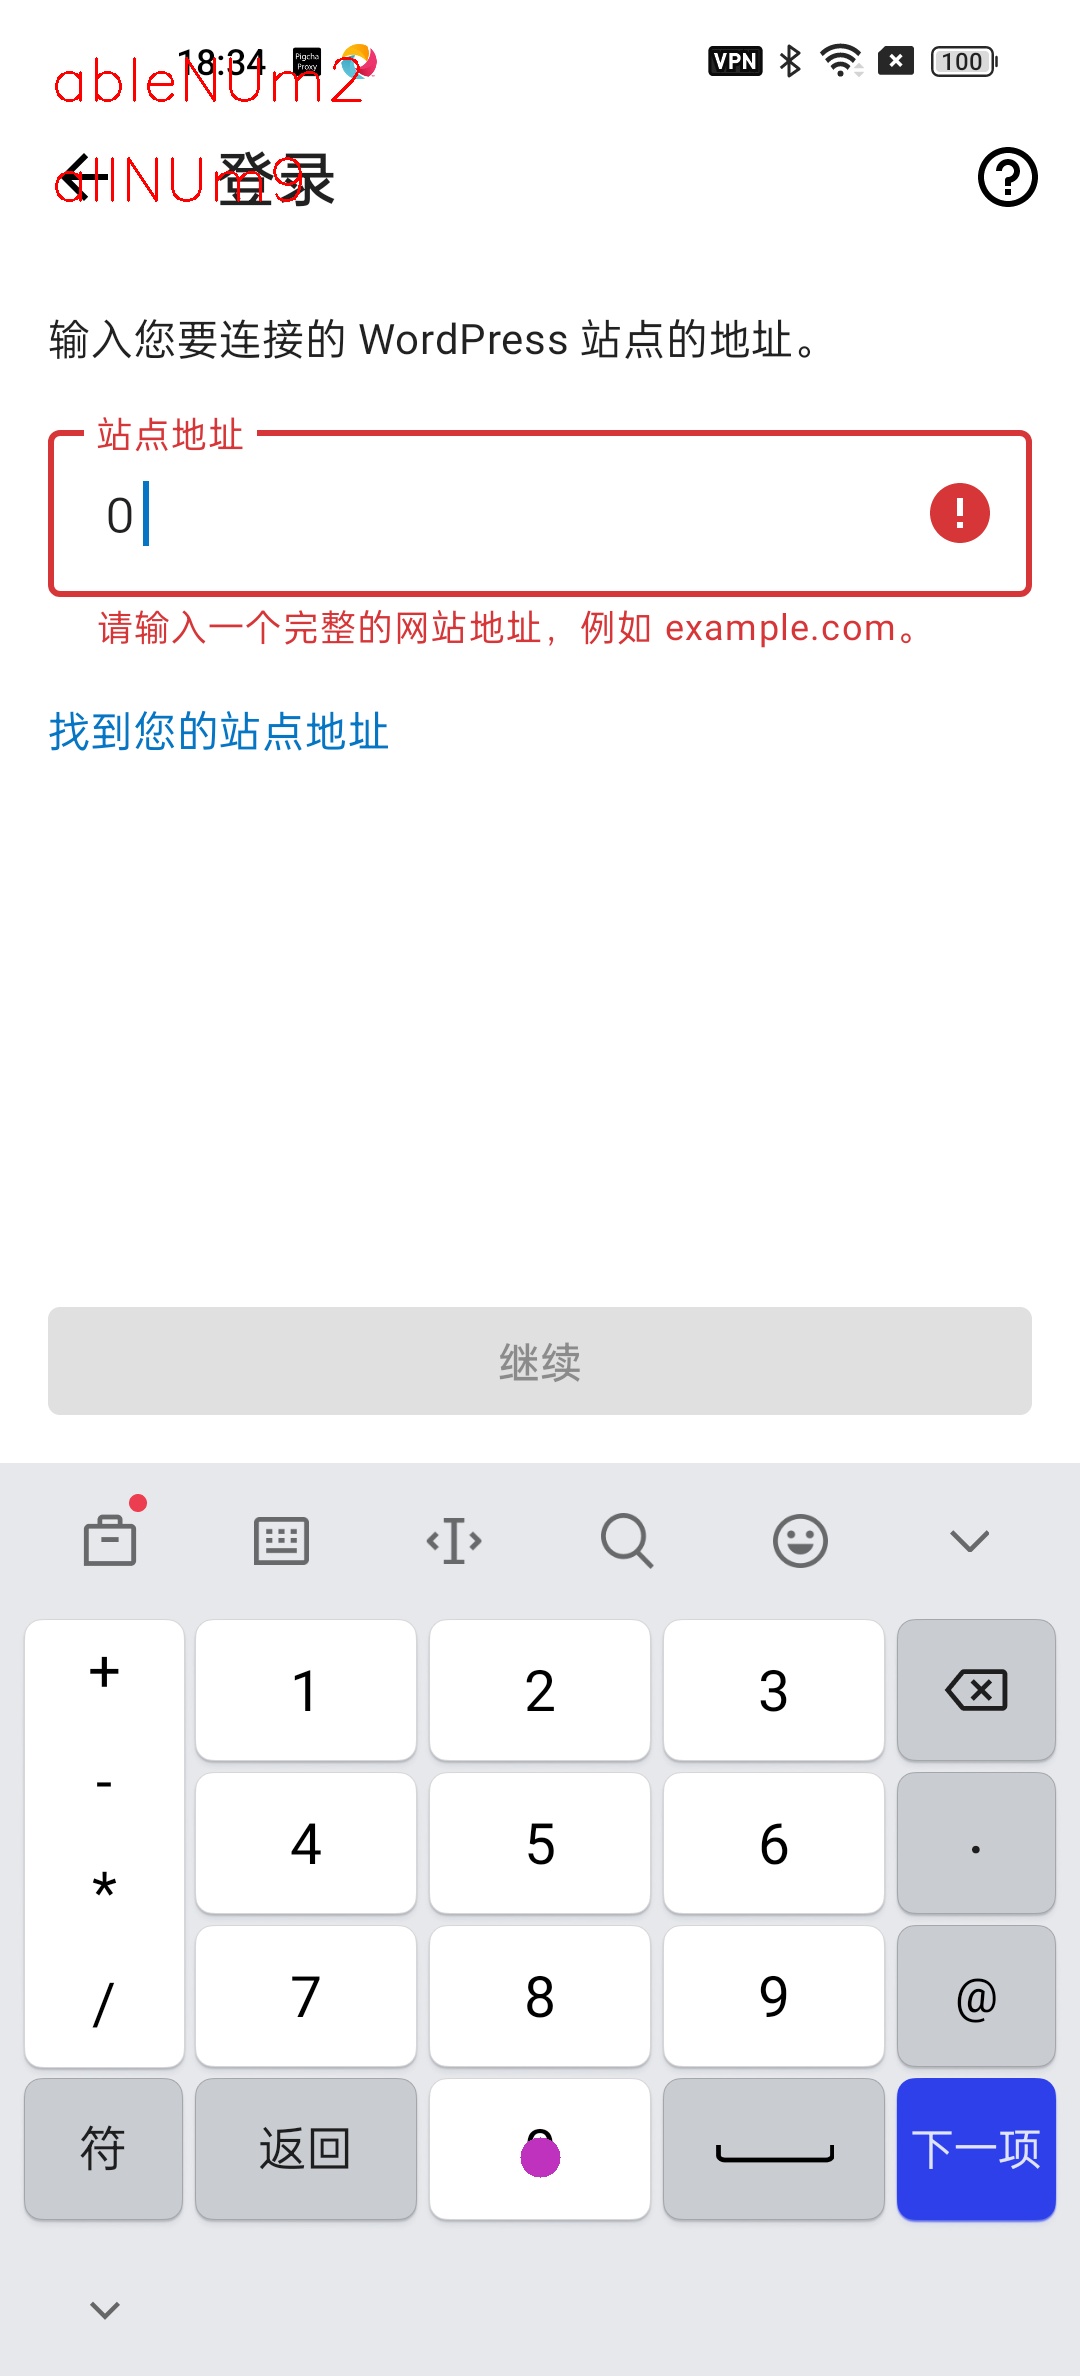 18:34 Pigcha Proxy VPN 100
ableNUm2
allNUm9
登录
输入您要连接的 WordPress 站点的地址。
站点地址
0
请输入一个完整的网站地址，例如 example.com。
找到您的站点地址
继续
+ 1 2 3
- 4 5 6 .
*
/ 7 8 9 @
符 返回 0 下一项